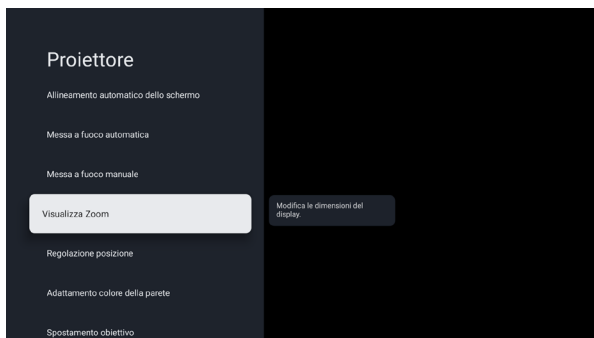 Proiettore
Allineamento automatico dello schermo
Messa a fuoco automatica
Messa a fuoco manuale
Visualizza Zoom
Modifica le dimensioni del
display.
Regolazione posizione
Adattamento colore della parete
Spostamento obiettivo